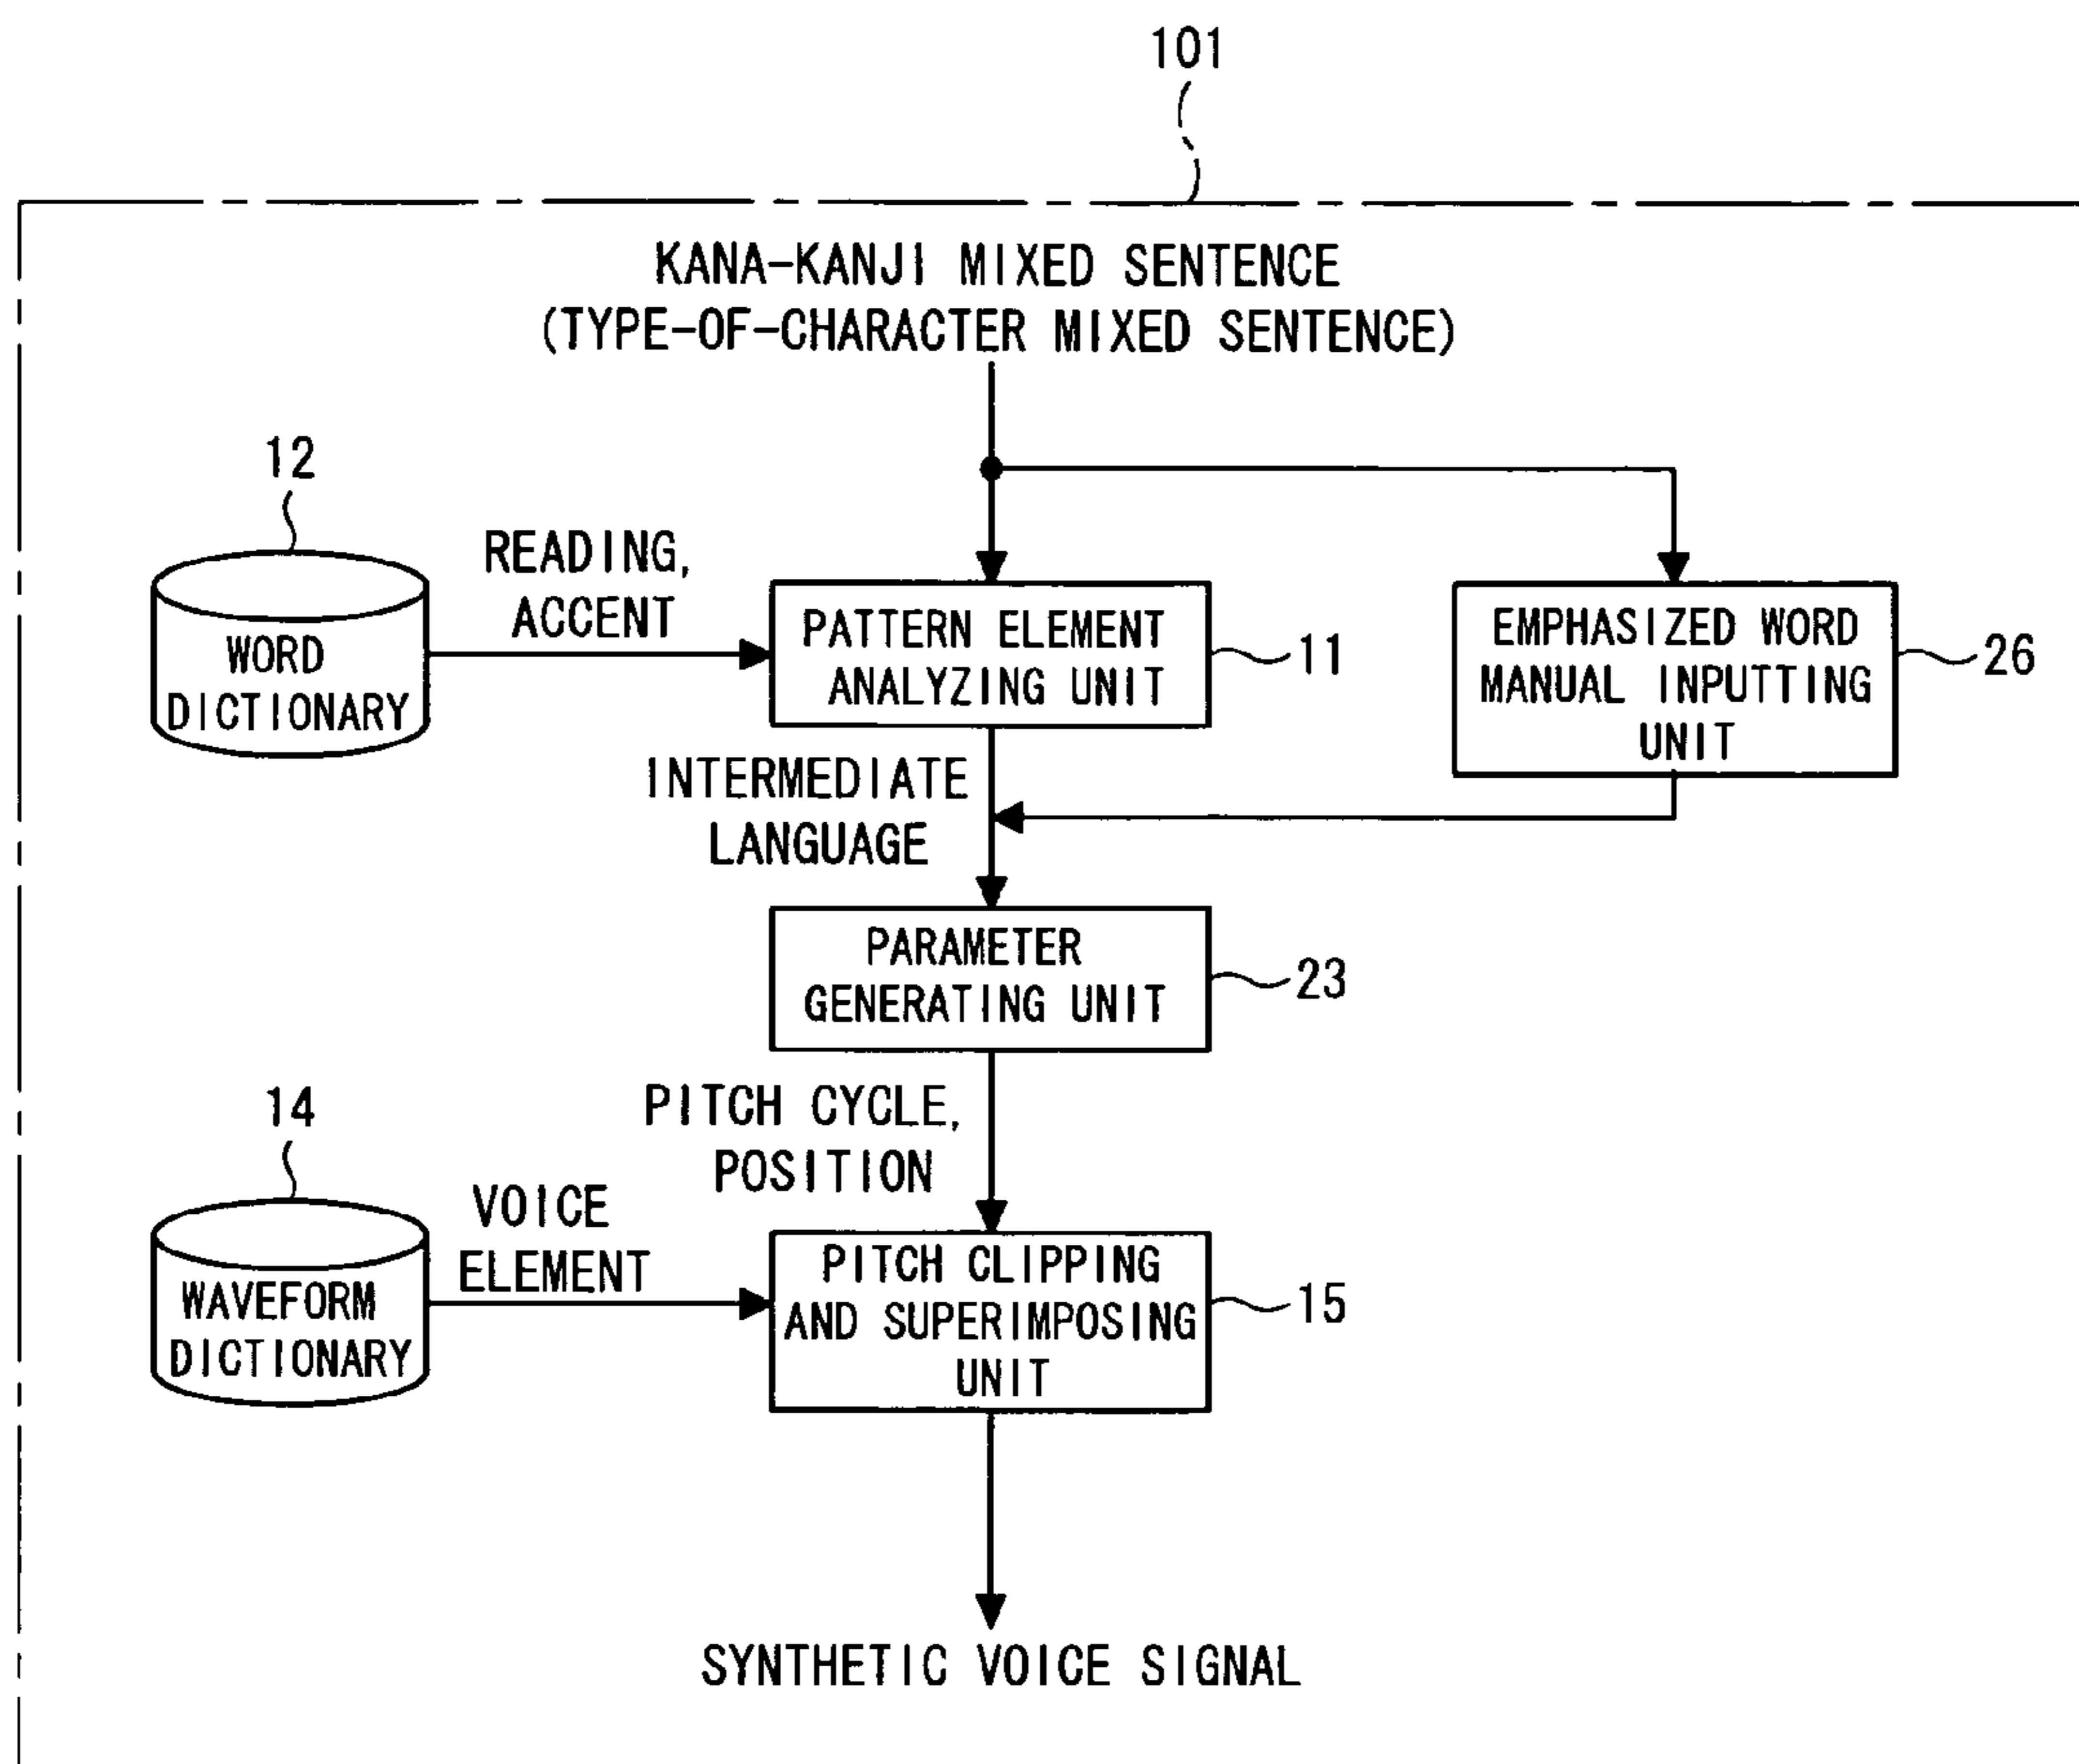 101
KANA-KANJI MIXED SENTENCE
(TYPE-OF-CHARACTER MIXED SENTENCE)
12
READING,
ACCENT
WORD
DICTIONARY
PATTERN ELEMENT
ANALYZING UNIT
11
EMPHASIZED WORD
MANUAL INPUTTING
UNIT
26
INTERMEDIATE
LANGUAGE
PARAMETER
GENERATING UNIT
23
PITCH CYCLE,
POSITION
14
VOICE
ELEMENT
WAVEFORM
DICTIONARY
PITCH CLIPPING
AND SUPERIMPOSING
UNIT
15
SYNTHETIC VOICE SIGNAL